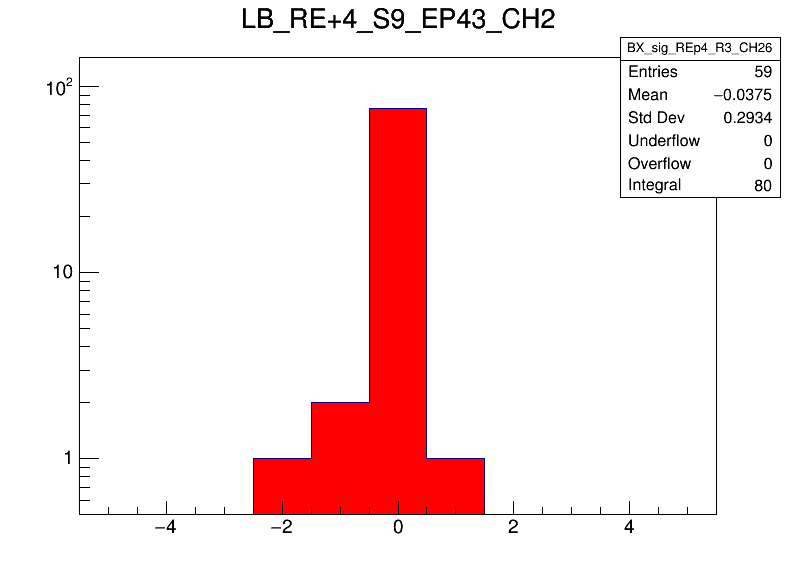 LB_RE+4_S9_EP43_CH2
BX_sig_REp4_R3_CH26
Entries 59
Mean −0.0375
Std Dev 0.2934
Underflow 0
Overflow 0
Integral 80
10²
10
1
−4 −2 0 2 4